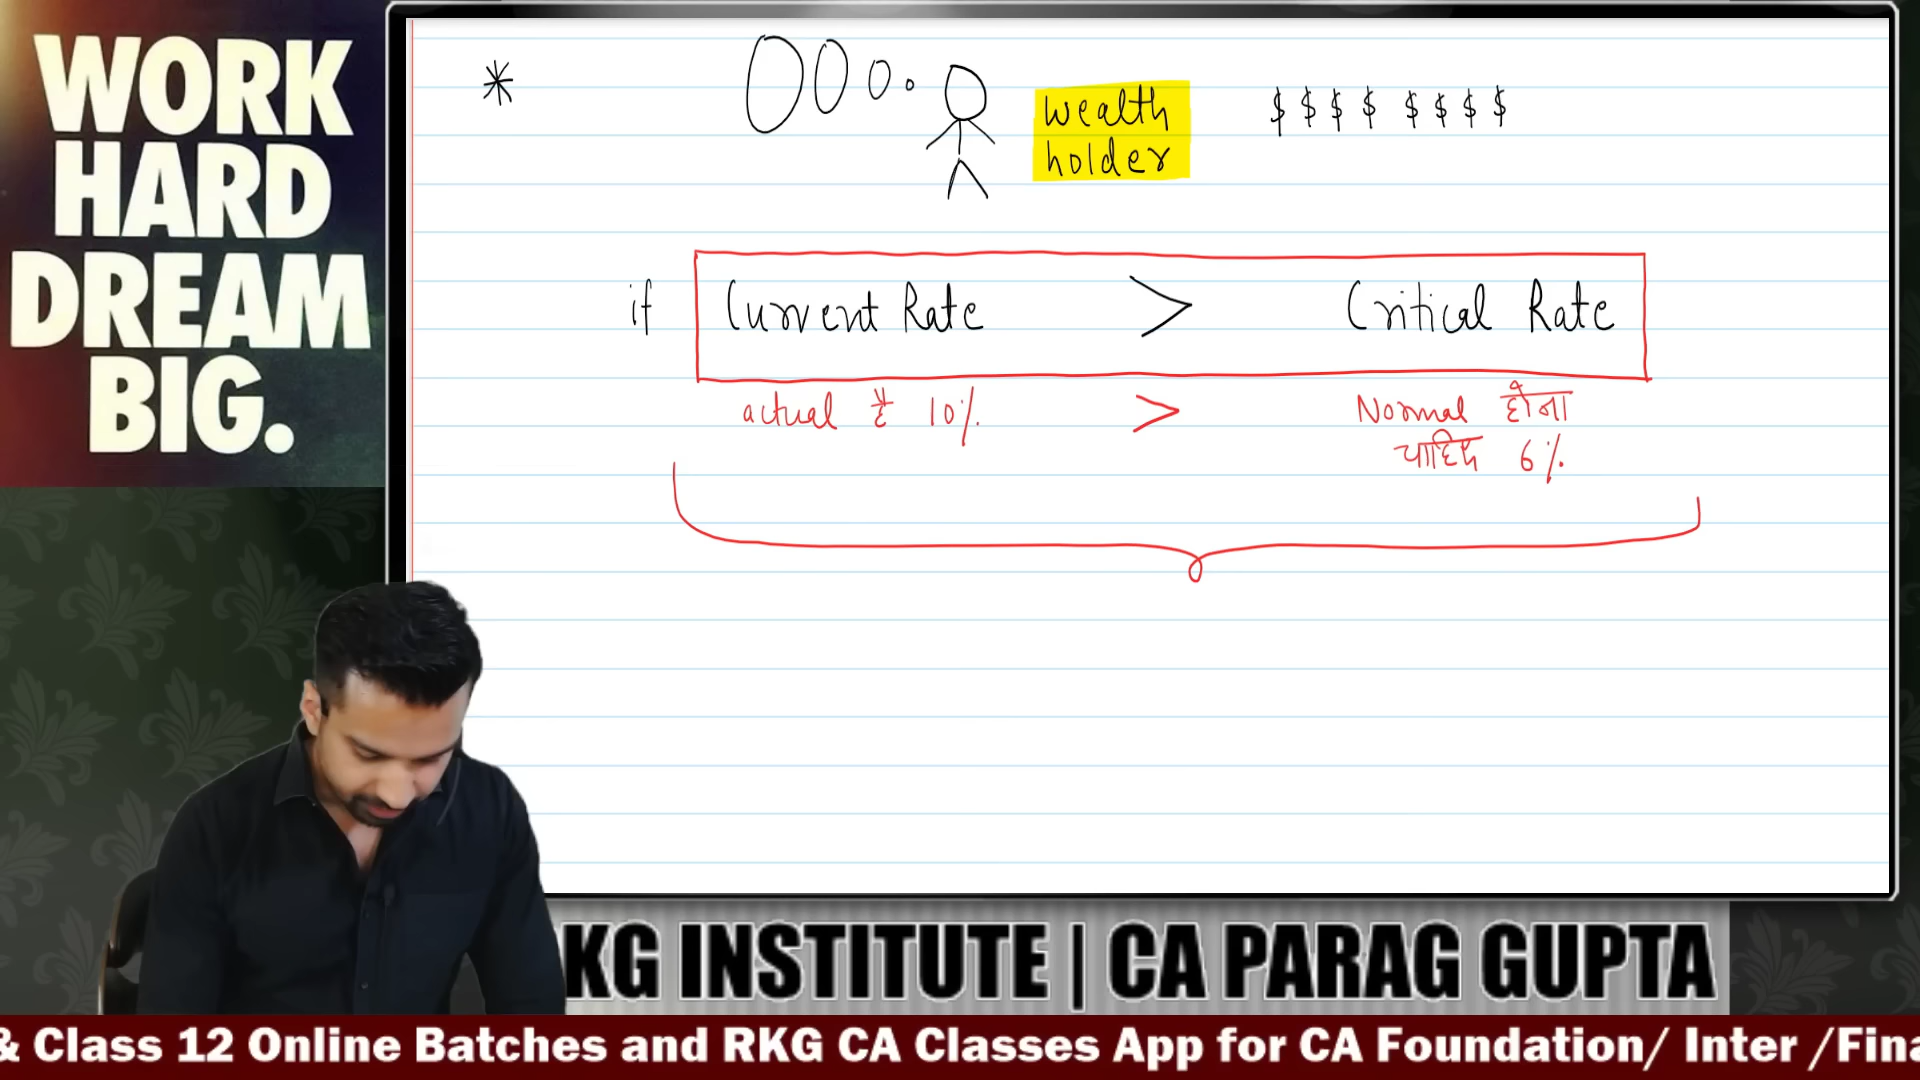 WORK
HARD
DREAM
BIG.
wealth
holder
$ $ $ $ $ $ $ $
if Current Rate > Critical Rate
actual है 10% > Normal होना
चाहिए 6%
KG INSTITUTE | CA PARAG GUPTA
& Class 12 Online Batches and RKG CA Classes App for CA Foundation/ Inter /Fina